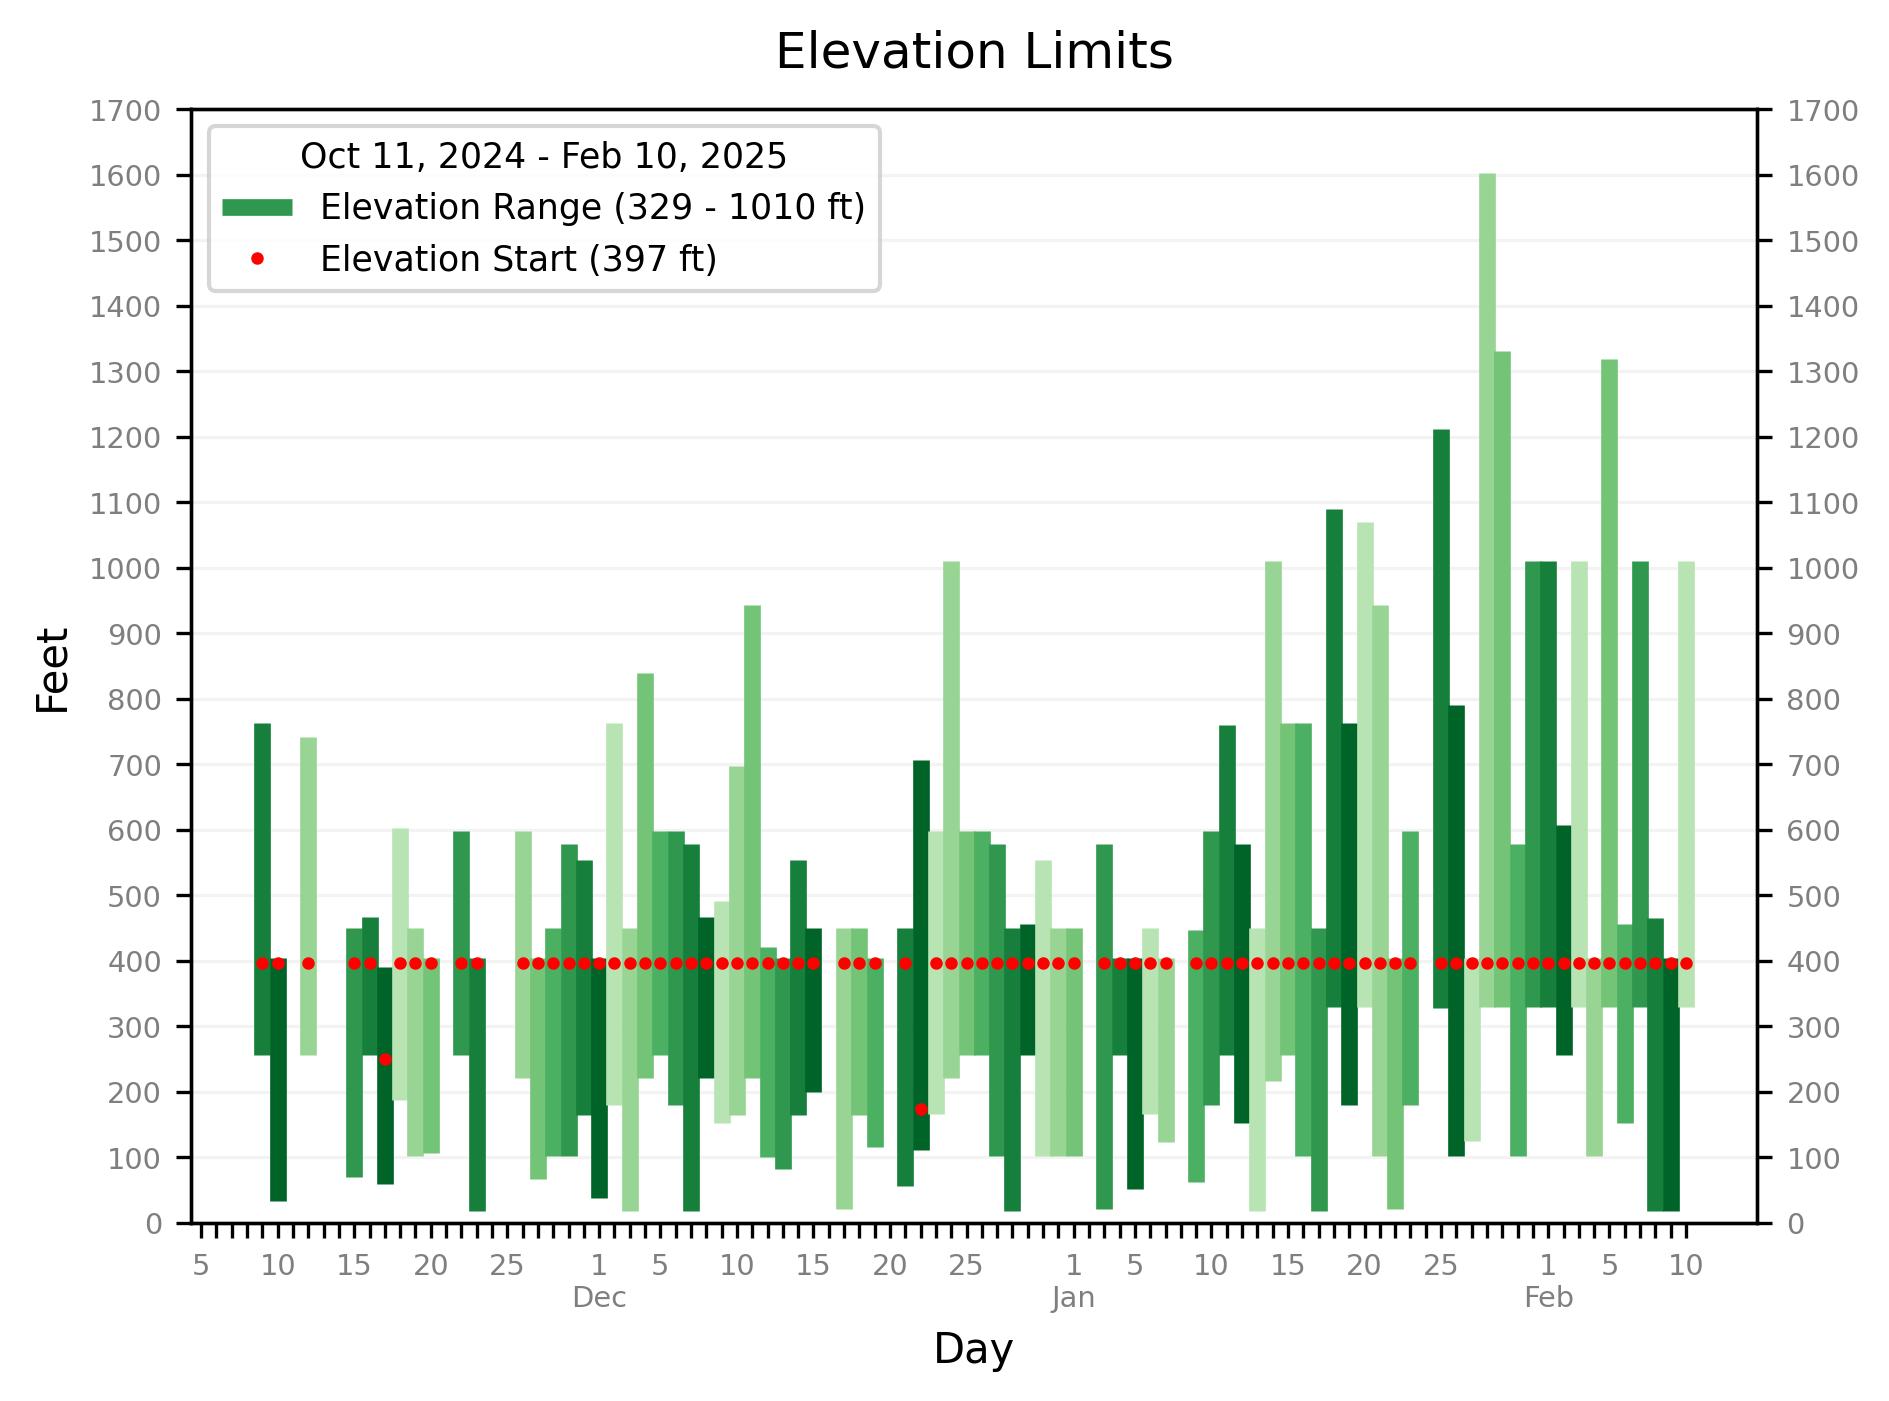 Elevation Limits
Oct 11, 2024 - Feb 10, 2025
Elevation Range (329 - 1010 ft)
Elevation Start (397 ft)
1700 1700
1600 1600
1500 1500
1400 1400
1300 1300
1200 1200
1100 1100
1000 1000
900 900
800 800
700 700
600 600
500 500
400 400
300 300
200 200
100 100
0 0
Feet
5 10 15 20 25 1 5 10 15 20 25 1 5 10 15 20 25 1 5 10
Dec Jan Feb
Day